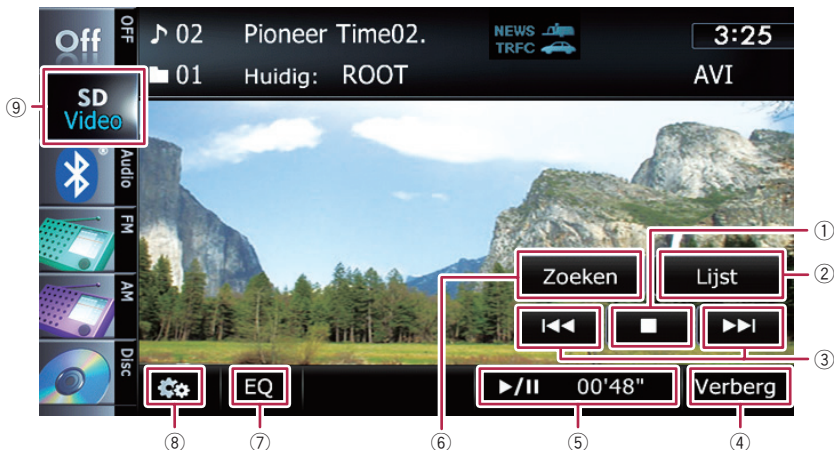 Off
OFF
♪ 02 Pioneer Time02.
NEWS
TRFC
3:25
01 Huidig: ROOT
AVI
⑨
SD
Video
Audio
FM
AM
Disc
①
Zoeken
Lijst
②
③
EQ
►/II 00'48"
Verberg
⑧
⑦
⑥
⑤
④